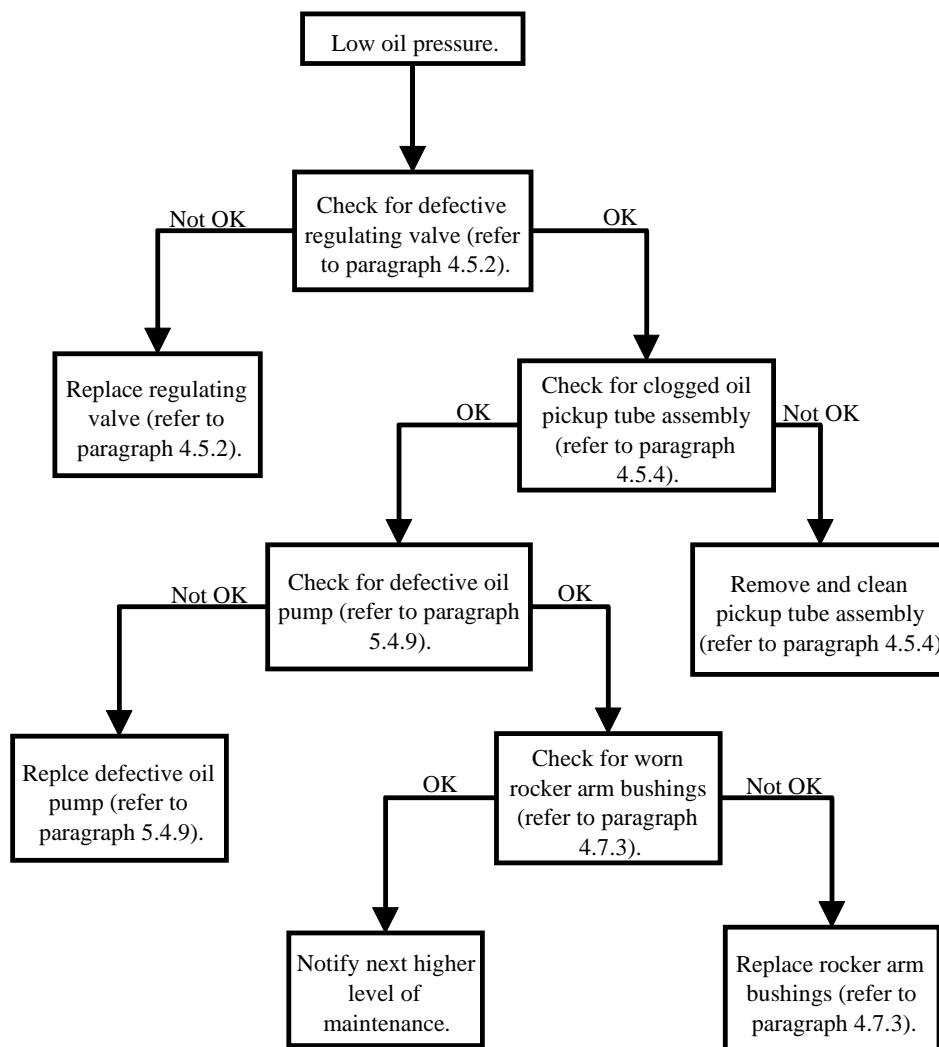 Low oil pressure.
Check for defective
regulating valve (refer
to paragraph 4.5.2).
Not OK
OK
Replace regulating
valve (refer to
paragraph 4.5.2).
Check for clogged oil
pickup tube assembly
(refer to paragraph
4.5.4).
OK
Not OK
Check for defective oil
pump (refer to paragraph
5.4.9).
Not OK
OK
Remove and clean
pickup tube assembly
(refer to paragraph 4.5.4)
Replce defective oil
pump (refer to
paragraph 5.4.9).
Check for worn
rocker arm bushings
(refer to paragraph
4.7.3).
OK
Not OK
Notify next higher
level of
maintenance.
Replace rocker arm
bushings (refer to
paragraph 4.7.3).